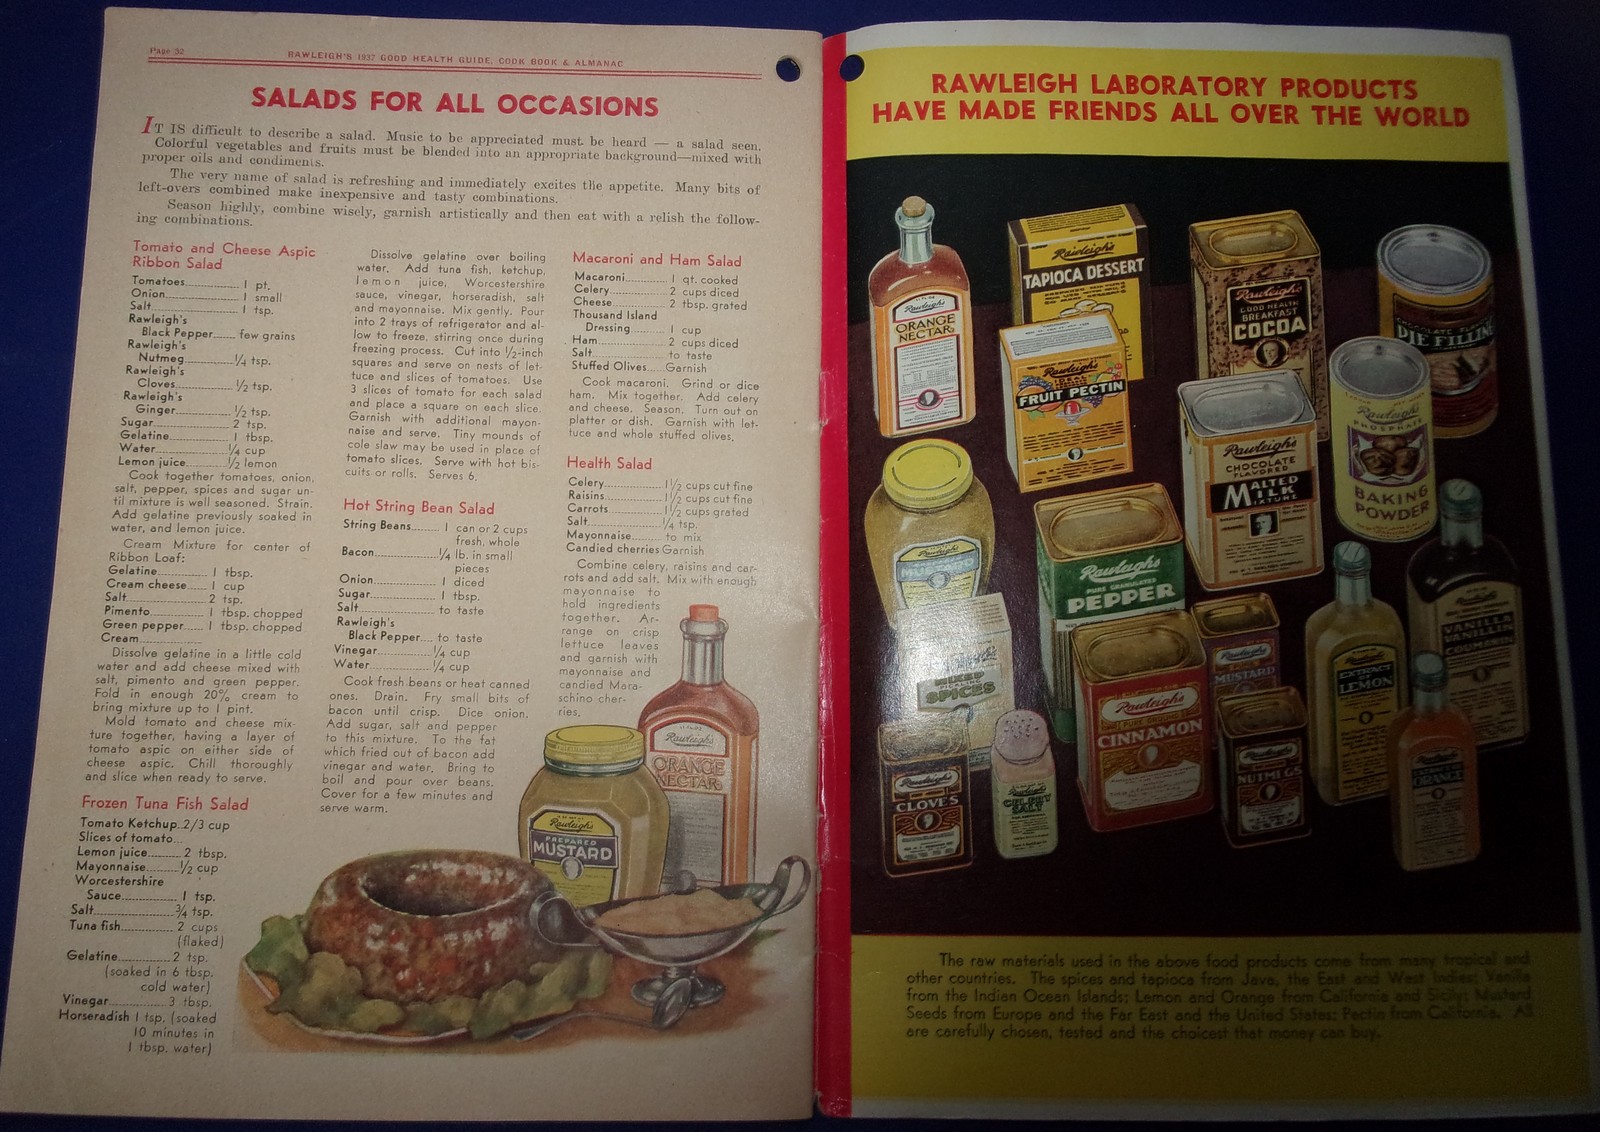 Page 32
RAWLEIGH'S 1937 GOOD HEALTH GUIDE, COOK BOOK & ALMANAC
SALADS FOR ALL OCCASIONS
IT IS difficult to describe a salad. Music to be appreciated must be heard — a salad seen.
Colorful vegetables and fruits must be blended into an appropriate background—mixed with
proper oils and condiments.
The very name of salad is refreshing and immediately excites the appetite. Many bits of
left-overs combined make inexpensive and tasty combinations.
Season highly, combine wisely, garnish artistically and then eat with a relish the follow-
ing combinations.
Tomato and Cheese Aspic
Ribbon Salad
Tomatoes 1 pt.
Onion 1 small
Salt 1 tsp.
Rawleigh's
Black Pepper few grains
Rawleigh's
Nutmeg 1/4 tsp.
Rawleigh's
Cloves 1/2 tsp.
Rawleigh's
Ginger 1/2 tsp.
Sugar 2 tsp.
Gelatine 1 tbsp.
Water 1/4 cup
Lemon juice 1/2 lemon
Cook together tomatoes, onion,
salt, pepper, spices and sugar un-
til mixture is well seasoned. Strain.
Add gelatine previously soaked in
water, and lemon juice.
Cream Mixture for center of
Ribbon Loaf:
Gelatine 1 tbsp.
Cream cheese 1 cup
Salt 2 tsp.
Pimento 1 tbsp. chopped
Green pepper 1 tbsp. chopped
Cream
Dissolve gelatine in a little cold
water and add cheese mixed with
salt, pimento and green pepper.
Fold in enough 20% cream to
bring mixture up to 1 pint.
Mold tomato and cheese mix-
ture together, having a layer of
tomato aspic on either side of
cheese aspic. Chill thoroughly
and slice when ready to serve.
Frozen Tuna Fish Salad
Tomato Ketchup..2/3 cup
Slices of tomato...
Lemon juice 2 tbsp.
Mayonnaise 1/2 cup
Worcestershire
Sauce 1 tsp.
Salt 3/4 tsp.
Tuna fish 2 cups
(flaked)
Gelatine 2 tsp.
(soaked in 6 tbsp.
cold water)
Vinegar 3 tbsp.
Horseradish 1 tsp. (soaked
10 minutes in
1 tbsp. water)
Dissolve gelatine over boiling
water. Add tuna fish, ketchup,
lemon juice, Worcestershire
sauce, vinegar, horseradish, salt
and mayonnaise. Mix gently. Pour
into 2 trays of refrigerator and al-
low to freeze, stirring once during
freezing process. Cut into 1/2-inch
squares and serve on nests of let-
tuce and slices of tomatoes. Use
3 slices of tomato for each salad
and place a square on each slice.
Garnish with additional mayon-
naise and serve. Tiny mounds of
cole slaw may be used in place of
tomato slices. Serve with hot bis-
cuits or rolls. Serves 6.
Hot String Bean Salad
String Beans 1 can or 2 cups
fresh, whole
Bacon 1/4 lb. in small
pieces
Onion 1 diced
Sugar 1 tbsp.
Salt to taste
Rawleigh's
Black Pepper to taste
Vinegar 1/4 cup
Water 1/4 cup
Cook fresh beans or heat canned
ones. Drain. Fry small bits of
bacon until crisp. Dice onion.
Add sugar, salt and pepper
to this mixture. To the fat
which fried out of bacon add
vinegar and water. Bring to
boil and pour over beans.
Cover for a few minutes and
serve warm.
Macaroni and Ham Salad
Macaroni 1 qt. cooked
Celery 2 cups diced
Cheese 2 tbsp. grated
Thousand Island
Dressing 1 cup
Ham 2 cups diced
Salt to taste
Stuffed Olives Garnish
Cook macaroni. Grind or dice
ham. Mix together. Add celery
and cheese. Season. Turn out on
platter or dish. Garnish with let-
tuce and whole stuffed olives.
Health Salad
Celery 1 1/2 cups cut fine
Raisins 1 1/2 cups cut fine
Carrots 1 1/2 cups grated
Salt 1/4 tsp.
Mayonnaise to mix
Candied cherries Garnish
Combine celery, raisins and car-
rots and add salt. Mix with enough
mayonnaise to
hold ingredients
together. Ar-
range on crisp
lettuce leaves
and garnish with
mayonnaise and
candied Mara-
schino cher-
ries.
Rawleigh's
ORANGE
NECTAR
Rawleigh's
PREPARED
MUSTARD
RAWLEIGH LABORATORY PRODUCTS
HAVE MADE FRIENDS ALL OVER THE WORLD
Rawleigh's
ORANGE
NECTAR
Rawleigh's
TAPIOCA DESSERT
Rawleigh's
GOOD HEALTH
BREAKFAST
COCOA
CHOCOLATE
PIE FILLING
Rawleigh's
FRUIT PECTIN
Rawleigh's
CHOCOLATE
FLAVORED
MALTED
MILK
MIXTURE
Rawleigh's
PHOSPHATE
BAKING
POWDER
MUSTARD
Rawleigh's
PURE GRANULATED
PEPPER
MIXED
SPICES
Rawleigh's
MUSTARD
EXTRACT
OF
LEMON
VANILLA
VANILLIN
COUMARIN
Rawleigh's
CINNAMON
Rawleigh's
CLOVES
CELERY
SALT
NUTMEGS
ORANGE
The raw materials used in the above food products come from many tropical and
other countries. The spices and tapioca from Java, the East and West Indies; Vanilla
from the Indian Ocean Islands; Lemon and Orange from California and Sicily; Mustard
Seeds from Europe and the Far East and the United States; Pectin from California. All
are carefully chosen, tested and the choicest that money can buy.